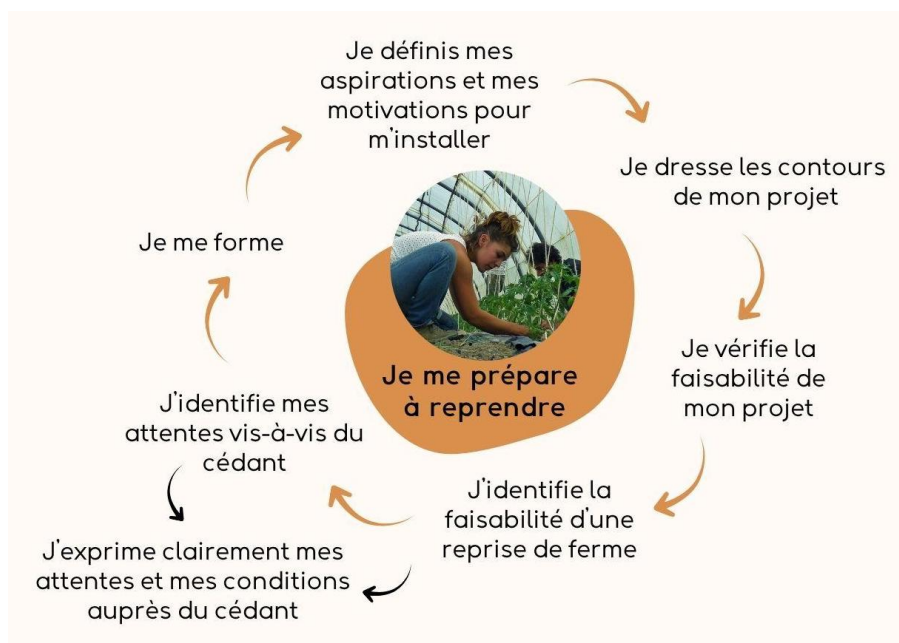 Je définis mes
aspirations et mes
motivations pour
m'installer
Je dresse les contours
de mon projet
Je vérifie la
faisabilité de
mon projet
J'identifie la
faisabilité d'une
reprise de ferme
J'identifie mes
attentes vis-à-vis du
cédant
J'exprime clairement mes
attentes et mes conditions
auprès du cédant
Je me forme
Je me prépare
à reprendre